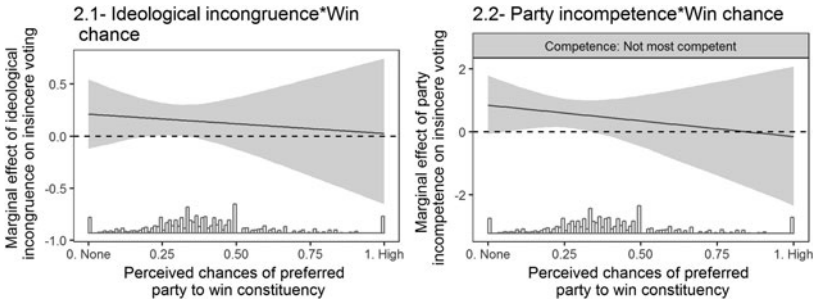 2.1- Ideological incongruence*Win
chance
Marginal effect of ideological
incongruence on insincere voting
0.5
0.0
-0.5
-1.0
0. None
0.25
0.50
0.75
1. High
Perceived chances of preferred
party to win constituency
2.2- Party incompetence*Win chance
Competence: Not most competent
Marginal effect of party
incompetence on insincere voting
2
0
-2
0. None
0.25
0.50
0.75
1. High
Perceived chances of preferred
party to win constituency